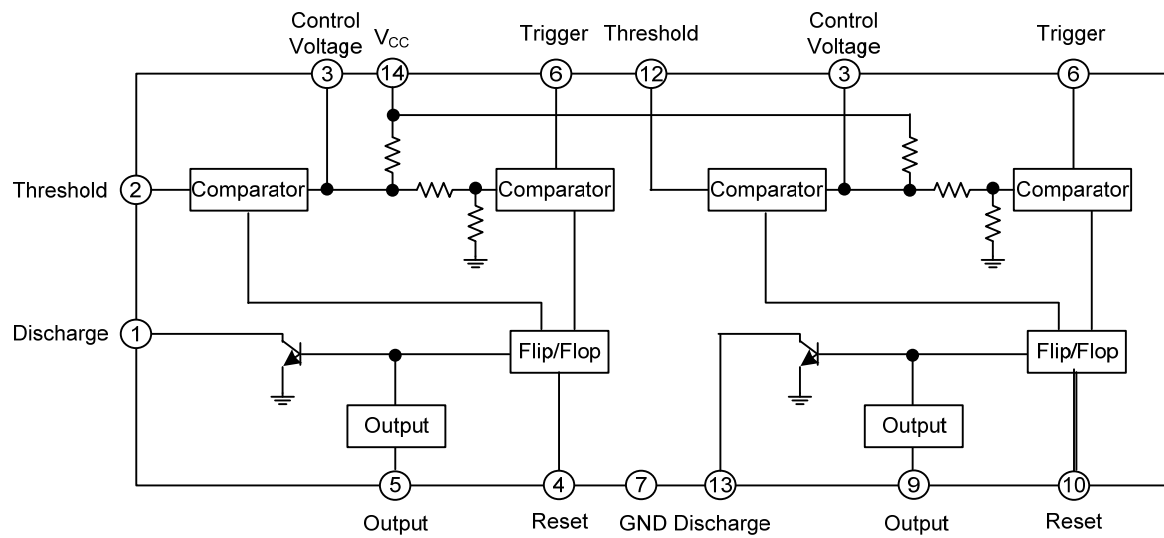 Control
Voltage
V_CC
Trigger
Threshold
Control
Voltage
Trigger
3
14
6
12
3
6
Threshold
2
Comparator
Comparator
Comparator
Comparator
Discharge
1
Flip/Flop
Flip/Flop
Output
Output
5
4
7
13
9
10
Output
Reset
GND
Discharge
Output
Reset